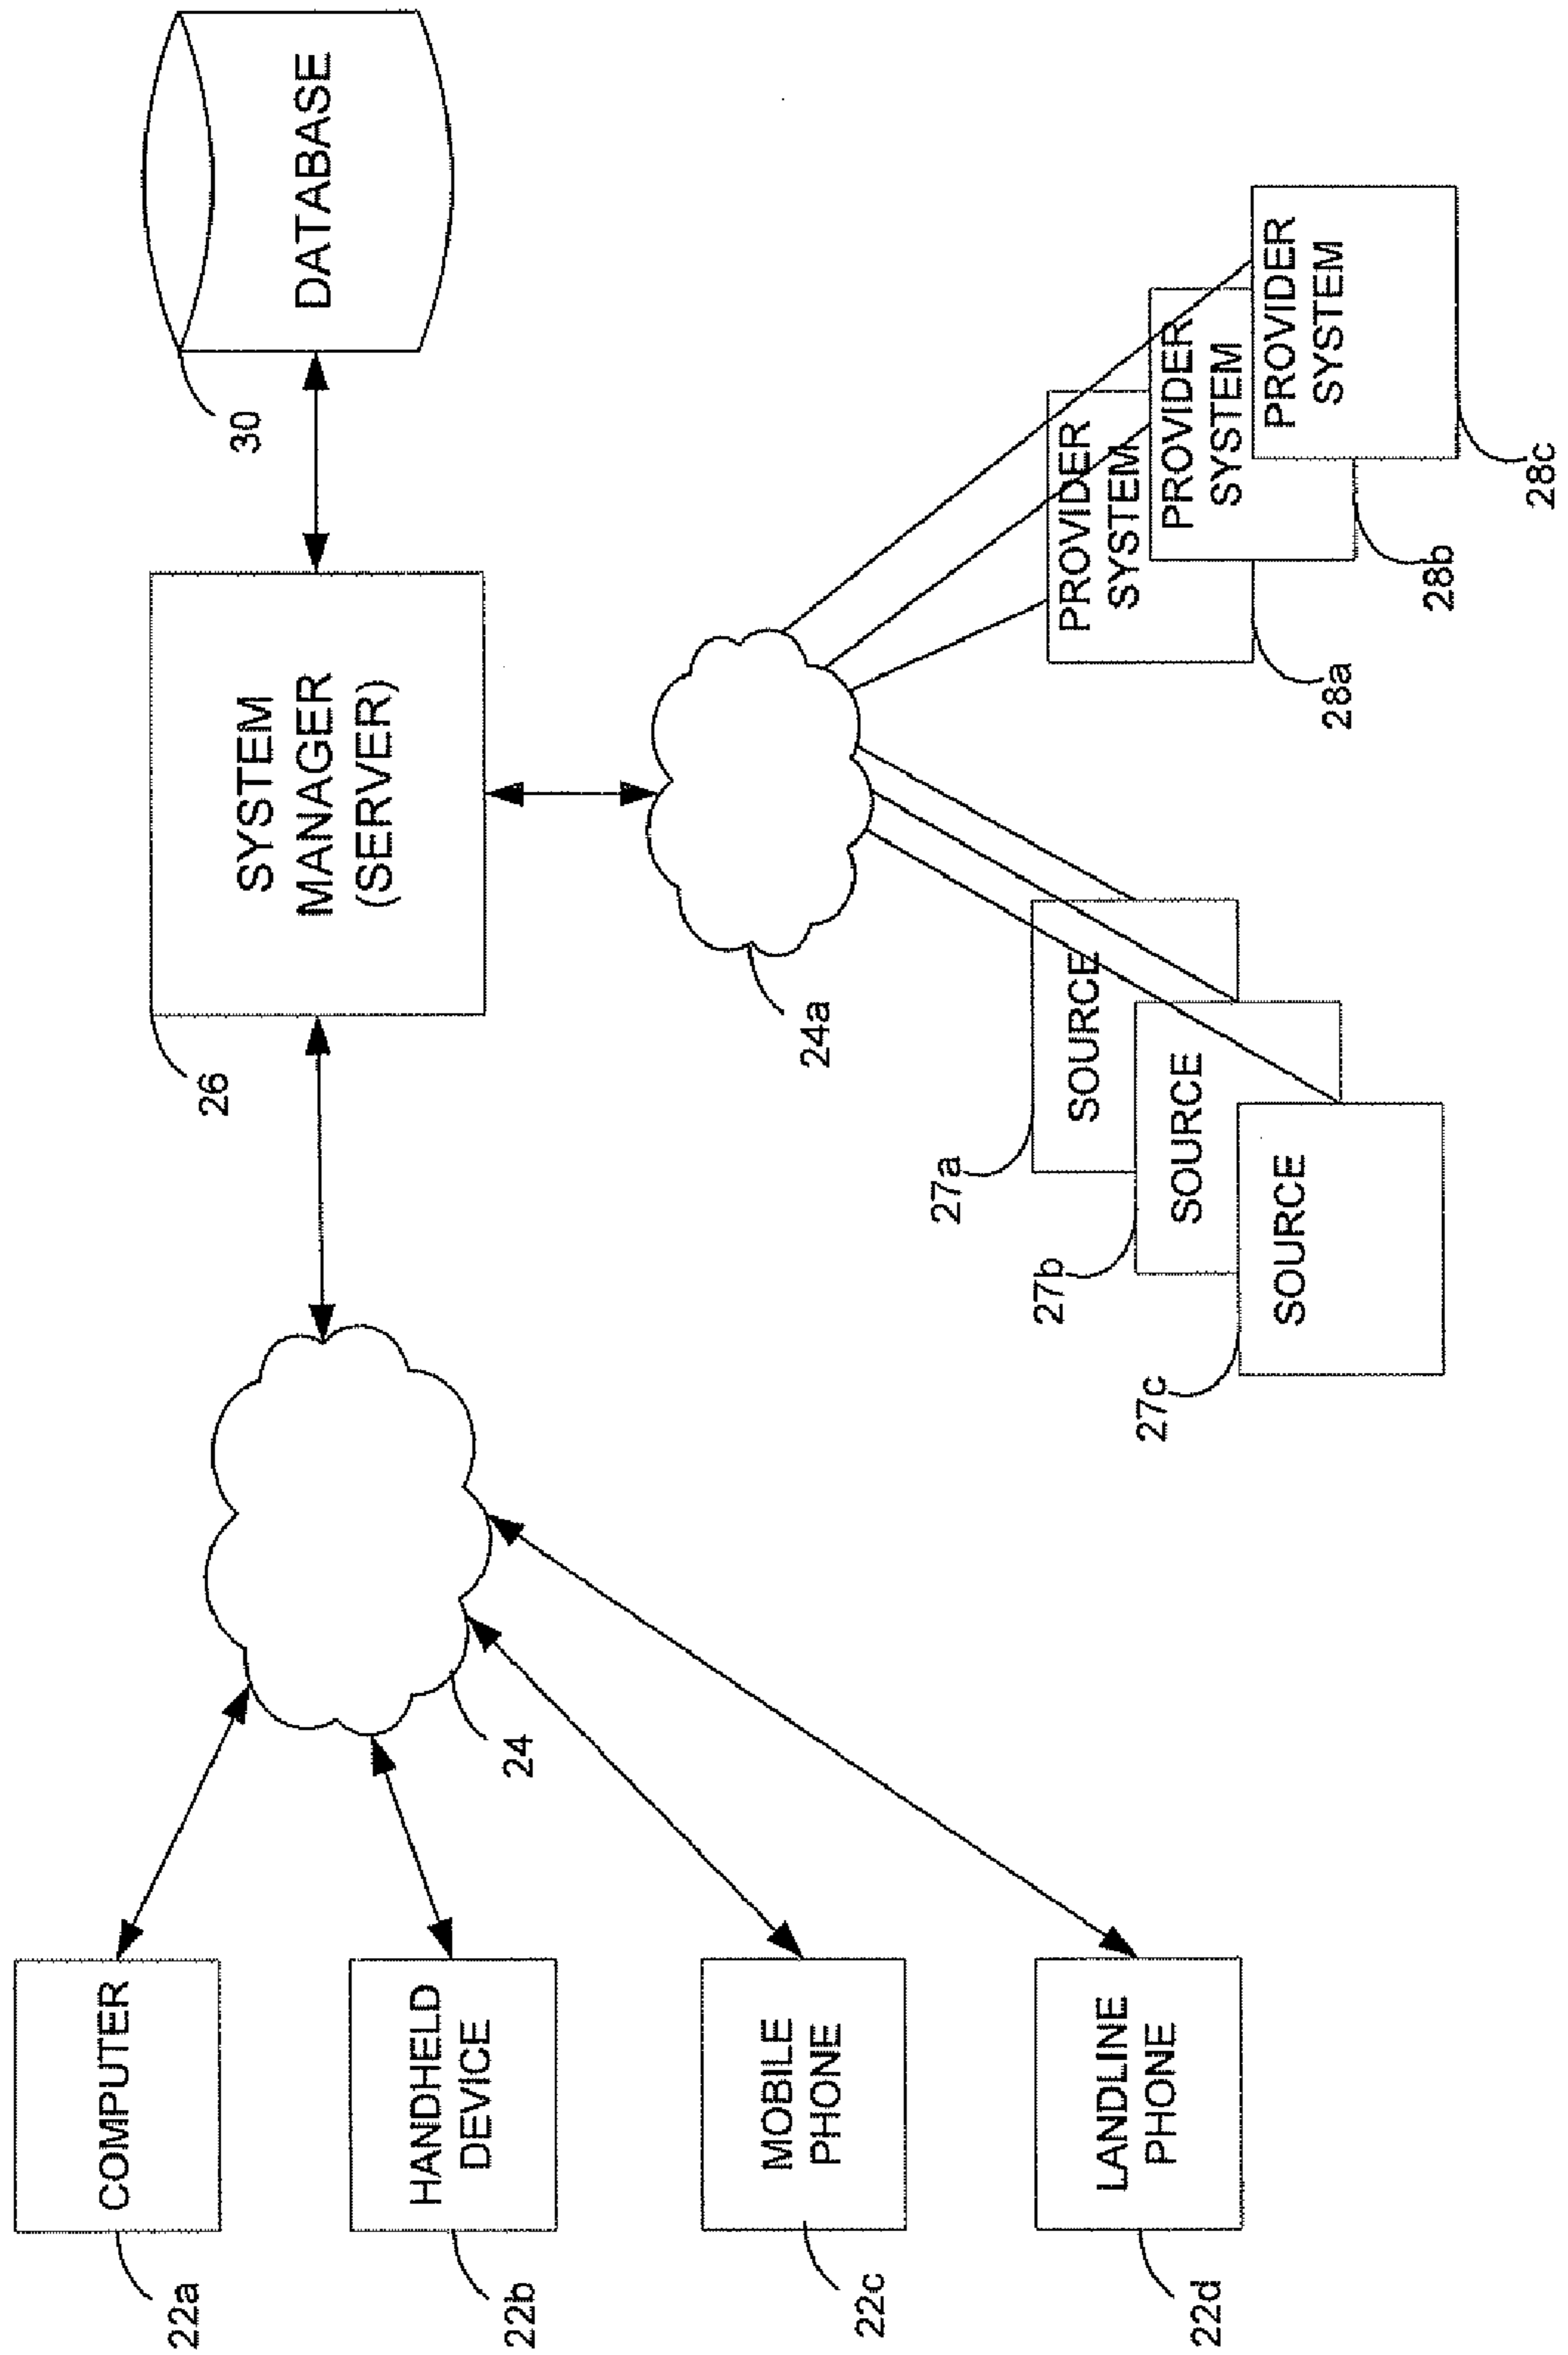 COMPUTER
22a
HANDHELD
DEVICE
22b
MOBILE
PHONE
22c
LANDLINE
PHONE
22d
24
SYSTEM
MANAGER
(SERVER)
26
DATABASE
30
24a
SOURCE
27a
SOURCE
27b
SOURCE
27c
PROVIDER
SYSTEM
28a
PROVIDER
SYSTEM
28b
PROVIDER
SYSTEM
28c